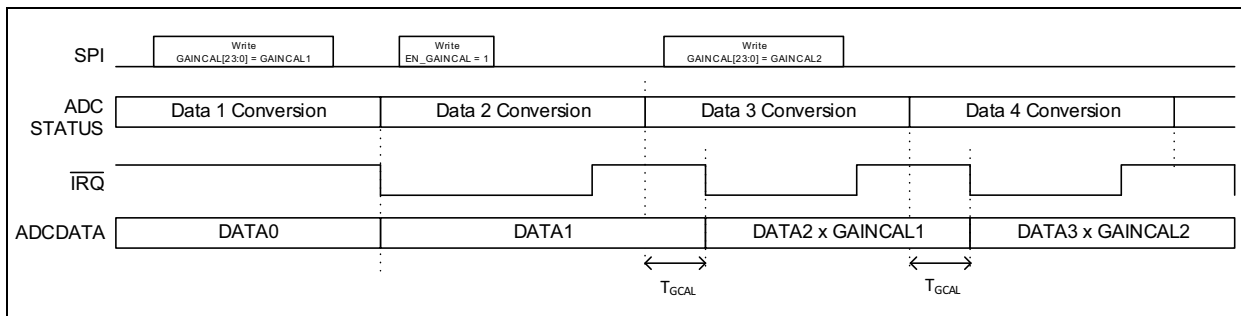 SPI
Write
GAINCAL[23:0] = GAINCAL1
Write
EN_GAINCAL = 1
Write
GAINCAL[23:0] = GAINCAL2
ADC
STATUS
Data 1 Conversion
Data 2 Conversion
Data 3 Conversion
Data 4 Conversion
IRQ
ADCDATA
DATA0
DATA1
DATA2 x GAINCAL1
DATA3 x GAINCAL2
TGCAL
TGCAL